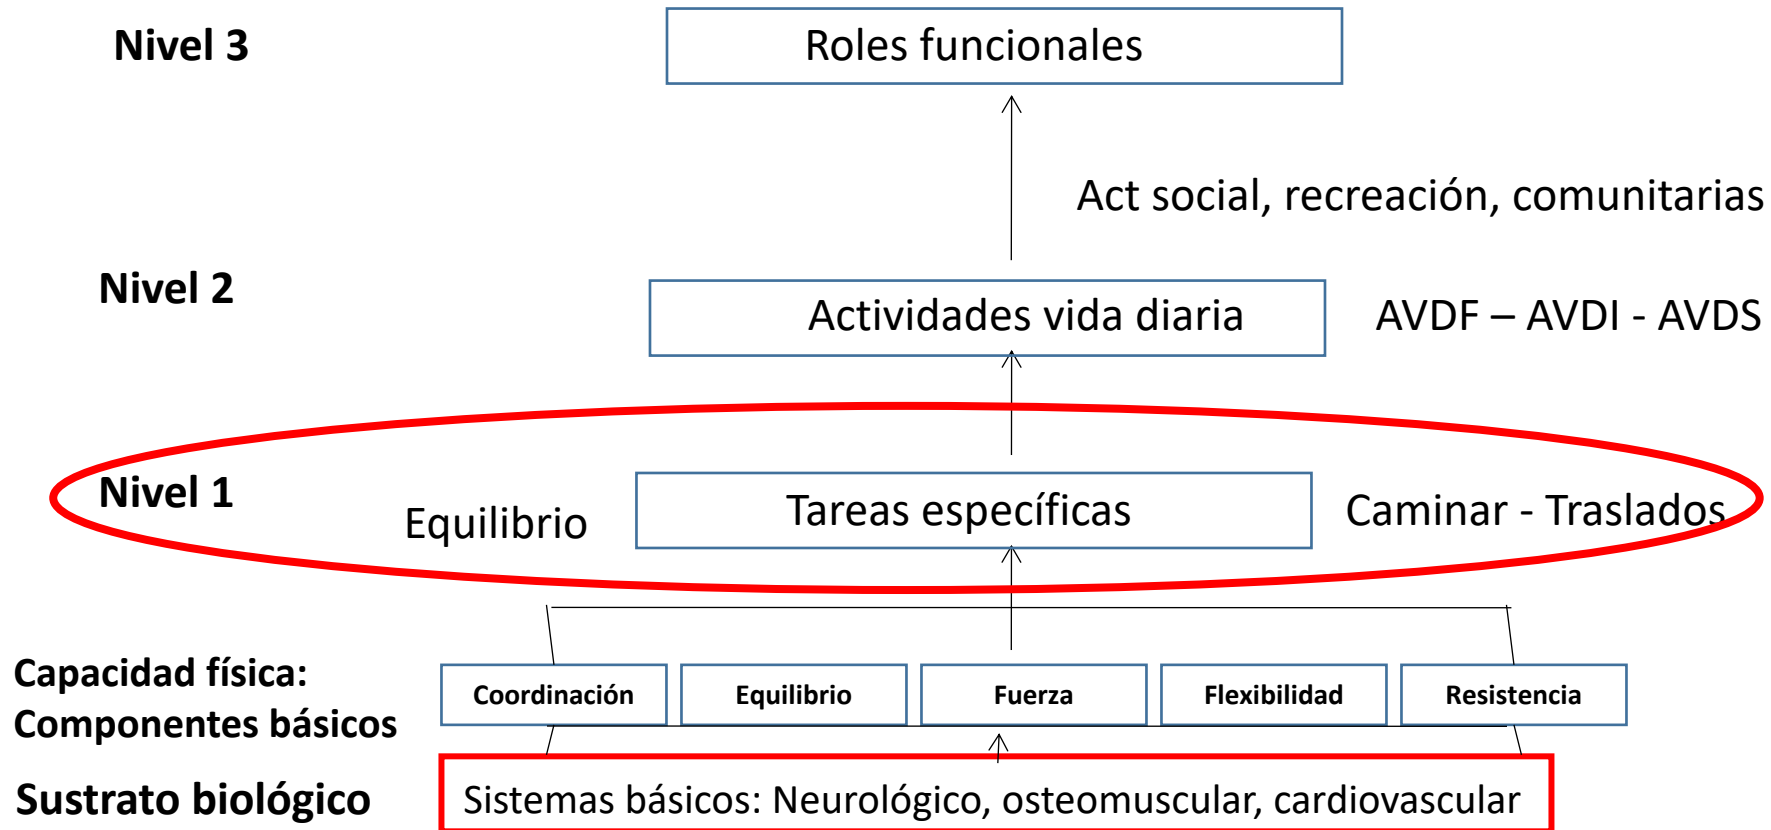 Nivel 3
Roles funcionales
Act social, recreación, comunitarias
Nivel 2
Actividades vida diaria
AVDF – AVDI - AVDS
Nivel 1
Equilibrio
Tareas específicas
Caminar - Traslados
Capacidad física:
Componentes básicos
Coordinación
Equilibrio
Fuerza
Flexibilidad
Resistencia
Sustrato biológico
Sistemas básicos: Neurológico, osteomuscular, cardiovascular